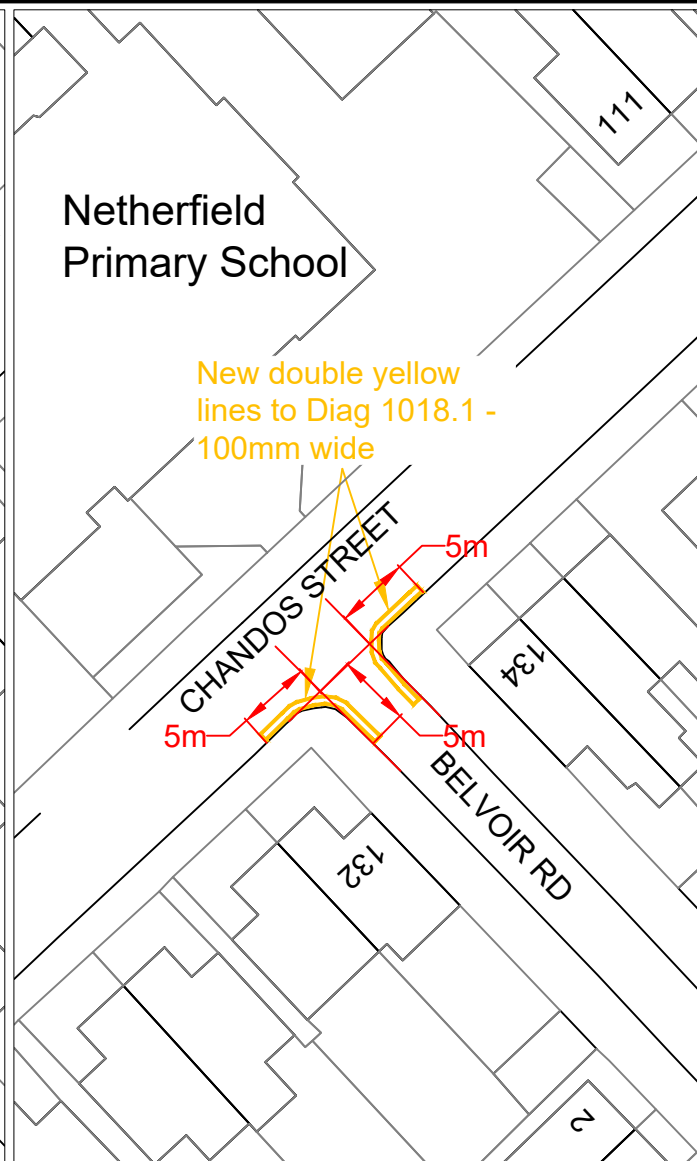 111
Netherfield
Primary School
New double yellow
lines to Diag 1018.1 -
100mm wide
CHANDOS STREET
5m
134
5m
5m
BELVOIR RD
132
2